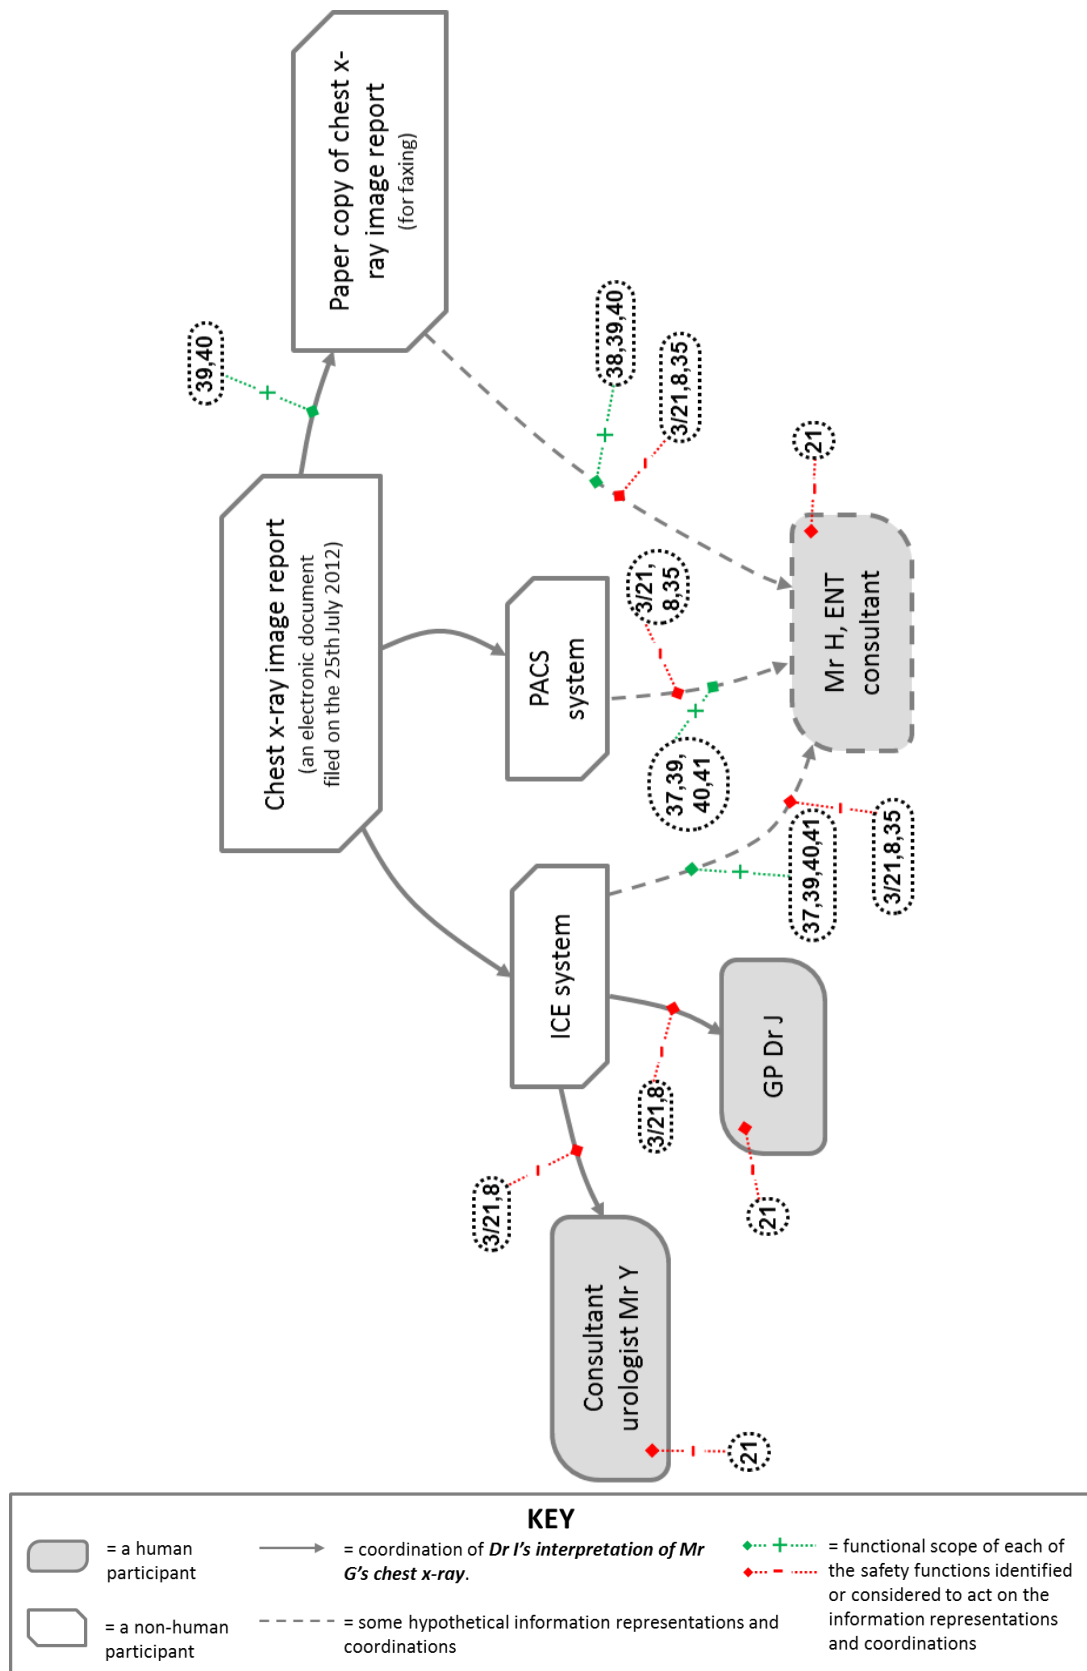 39,40
Paper copy of chest x-
ray image report
(for faxing)
Chest x-ray image report
(an electronic document
filed on the 25th July 2012)
38,39,40
3/21,8,35
PACS
system
3/21,
8,35
37,39,
40,41
21
Mr H, ENT
consultant
ICE system
37,39,40,41
3/21,8,35
3/21,8
3/21,8
GP Dr J
21
Consultant
urologist Mr Y
21
KEY
= a human
participant
= a non-human
participant
= coordination of Dr I's interpretation of Mr
G's chest x-ray.
= some hypothetical information representations and
coordinations
= functional scope of each of
the safety functions identified
or considered to act on the
information representations
and coordinations